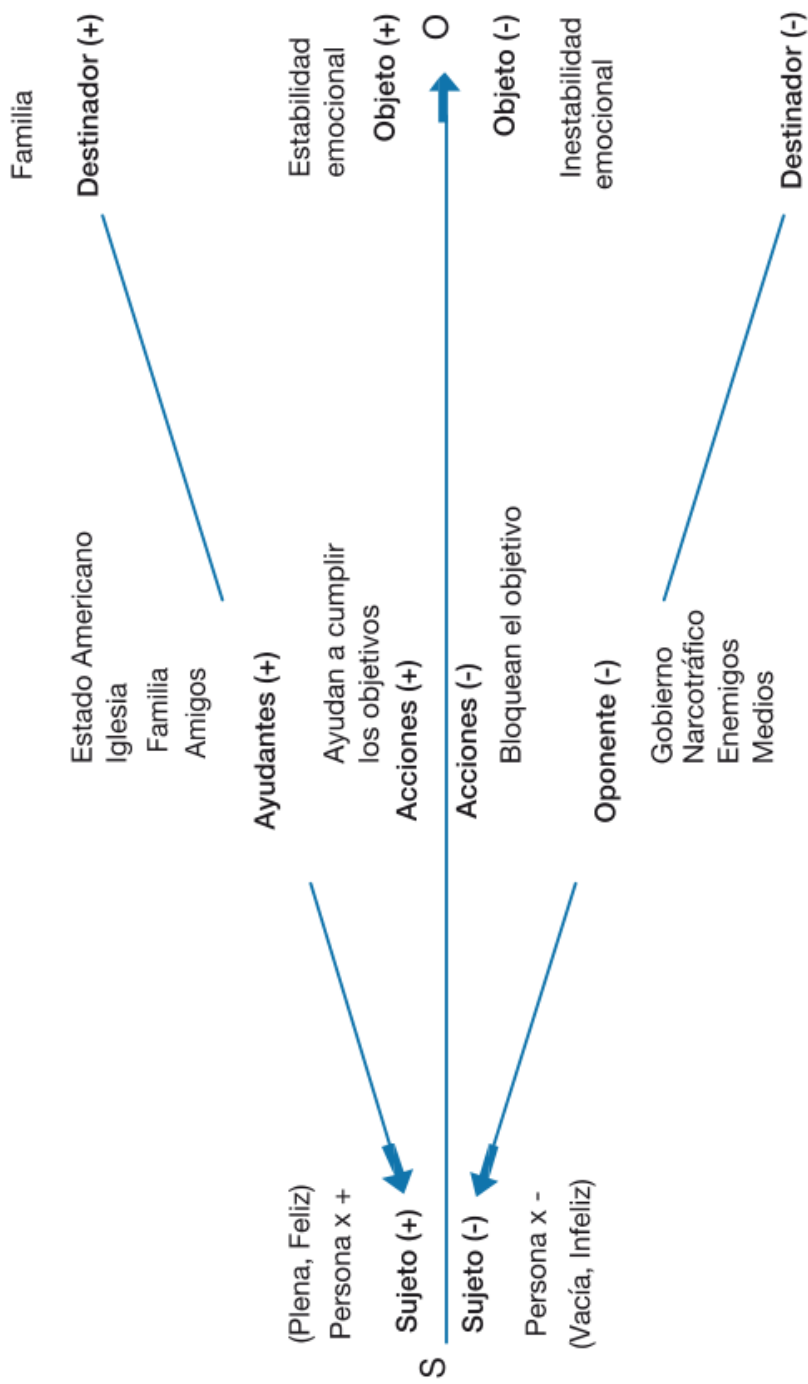 Familia
Destinador (+)
Estado Americano
Iglesia
Familia
Amigos
Ayudantes (+)
(Plena, Feliz)
Persona x +
Sujeto (+)
Ayudan a cumplir
los objetivos
Acciones (+)
Estabilidad
emocional
Objeto (+)
S
O
Sujeto (-)
Persona x -
(Vacía, Infeliz)
Acciones (-)
Bloquean el objetivo
Objeto (-)
Inestabilidad
emocional
Oponente (-)
Gobierno
Narcotráfico
Enemigos
Medios
Destinador (-)